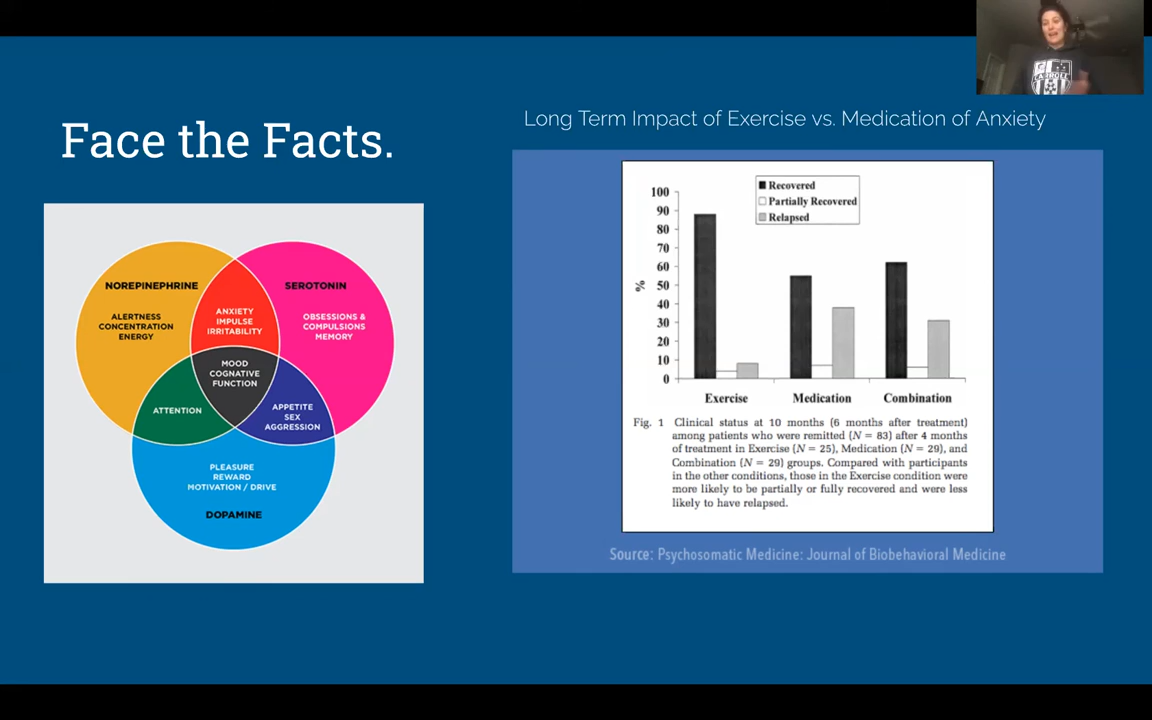 Face the Facts.
NOREPINEPHRINE
ALERTNESS
CONCENTRATION
ENERGY
SEROTONIN
OBSESSIONS &
COMPULSIONS
MEMORY
ANXIETY
IMPULSE
IRRITABILITY
MOOD
COGNITIVE
FUNCTION
ATTENTION
APPETITE
SEX
AGGRESSION
PLEASURE
REWARD
MOTIVATION / DRIVE
DOPAMINE
CARROLL
Long Term Impact of Exercise vs. Medication of Anxiety
Recovered
Partially Recovered
Relapsed
%
100
90
80
70
60
50
40
30
20
10
0
Exercise Medication Combination
Fig. 1 Clinical status at 10 months (6 months after treatment)
among patients who were remitted (N = 83) after 4 months
of treatment in Exercise (N = 25), Medication (N = 29), and
Combination (N = 29) groups. Compared with participants
in the other conditions, those in the Exercise condition were
more likely to be partially or fully recovered and were less
likely to have relapsed.
Source: Psychosomatic Medicine: Journal of Biobehavioral Medicine